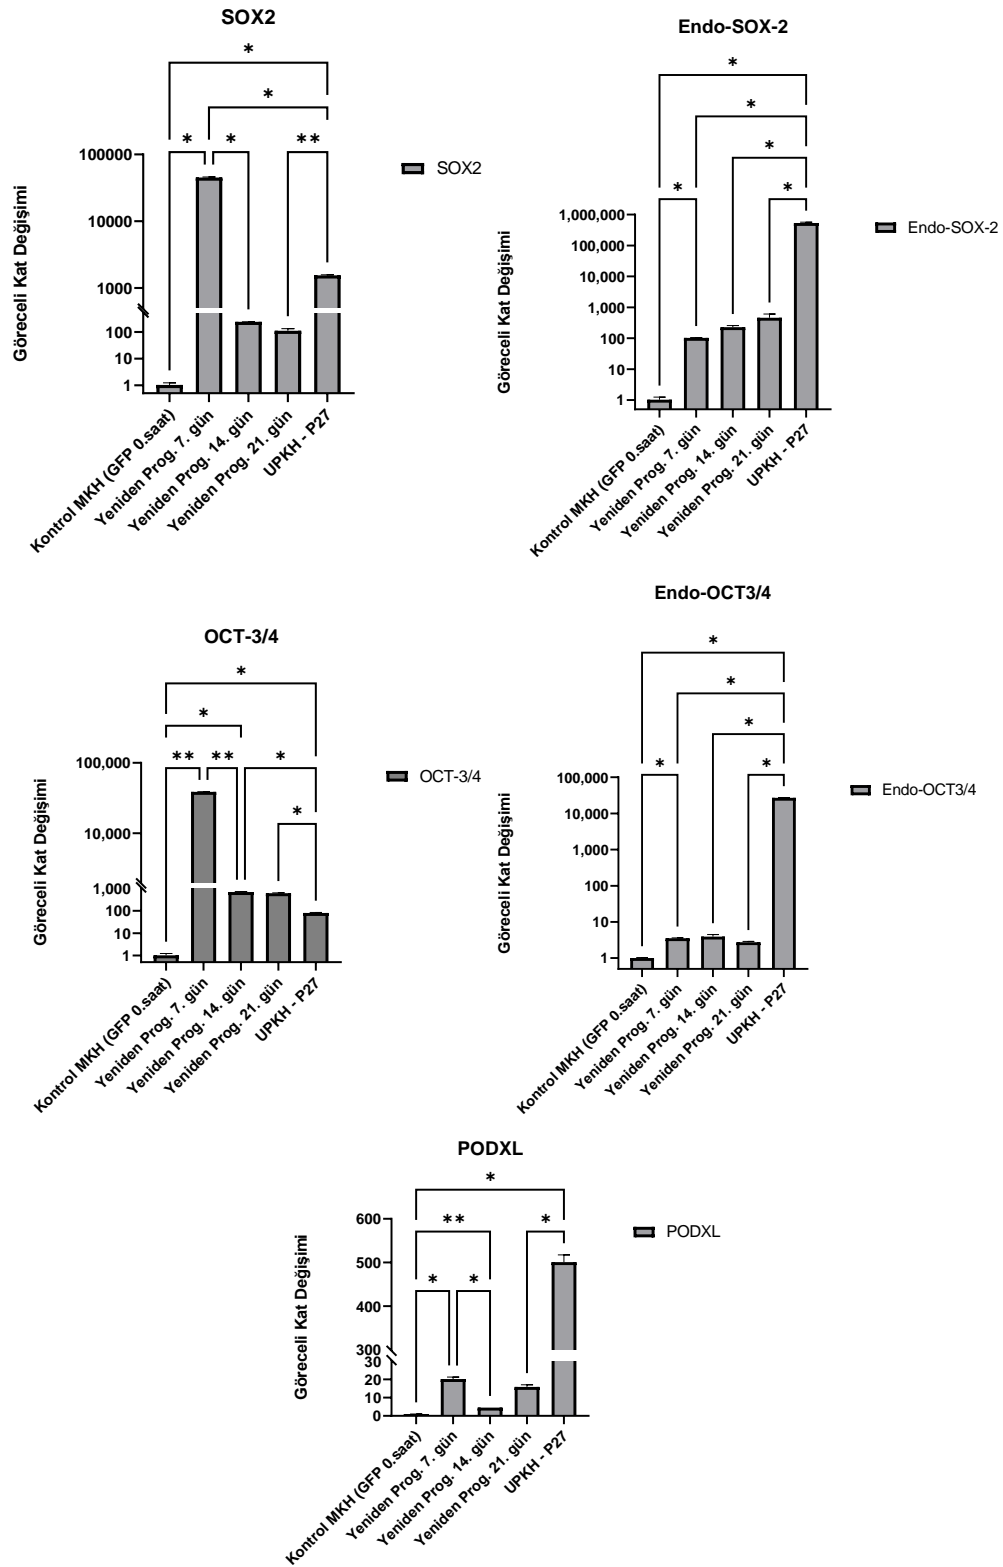 SOX2
*
*
* * **
100000
10000
1000
100
10
1
Göreceli Kat Değişimi
SOX2
Kontrol MKH (GFP 0.saat)
Yeniden Prog. 7. gün
Yeniden Prog. 14. gün
Yeniden Prog. 21. gün
UPKH - P27
Endo-SOX-2
*
*
*
* *
1,000,000
100,000
10,000
1,000
100
10
1
Göreceli Kat Değişimi
Endo-SOX-2
Kontrol MKH (GFP 0.saat)
Yeniden Prog. 7. gün
Yeniden Prog. 14. gün
Yeniden Prog. 21. gün
UPKH - P27
OCT-3/4
*
*
** ** *
*
100,000
10,000
1,000
100
10
1
Göreceli Kat Değişimi
OCT-3/4
Kontrol MKH (GFP 0.saat)
Yeniden Prog. 7. gün
Yeniden Prog. 14. gün
Yeniden Prog. 21. gün
UPKH - P27
Endo-OCT3/4
*
*
*
* *
100,000
10,000
1,000
100
10
1
Göreceli Kat Değişimi
Endo-OCT3/4
Kontrol MKH (GFP 0.saat)
Yeniden Prog. 7. gün
Yeniden Prog. 14. gün
Yeniden Prog. 21. gün
UPKH - P27
PODXL
*
** *
* *
600
500
400
300
30
20
10
0
Göreceli Kat Değişimi
PODXL
Kontrol MKH (GFP 0.saat)
Yeniden Prog. 7. gün
Yeniden Prog. 14. gün
Yeniden Prog. 21. gün
UPKH - P27